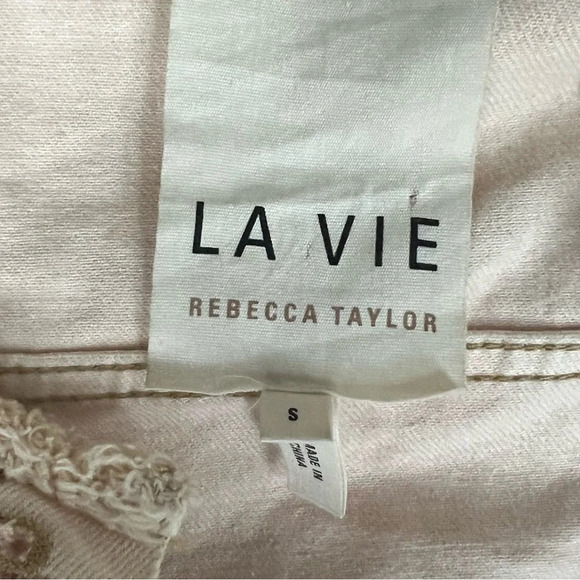 LA VIE
REBECCA TAYLOR
S
MADE IN
CHINA